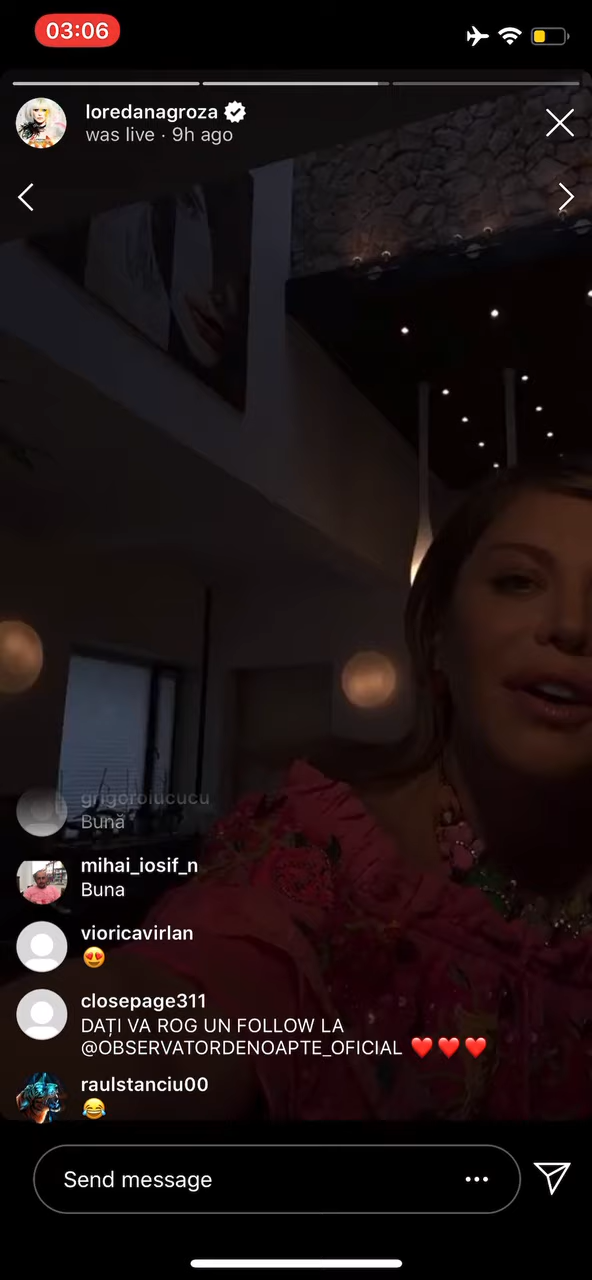 03:06
loredanagroza
was live · 9h ago
grigoroiucucu
Bună
mihai_iosif_n
Buna
vioricavirlan
😍
closepage311
DAȚI VA ROG UN FOLLOW LA
@OBSERVATORDENOAPTE_OFICIAL ❤️❤️❤️
raulstanciu00
😂
Send message